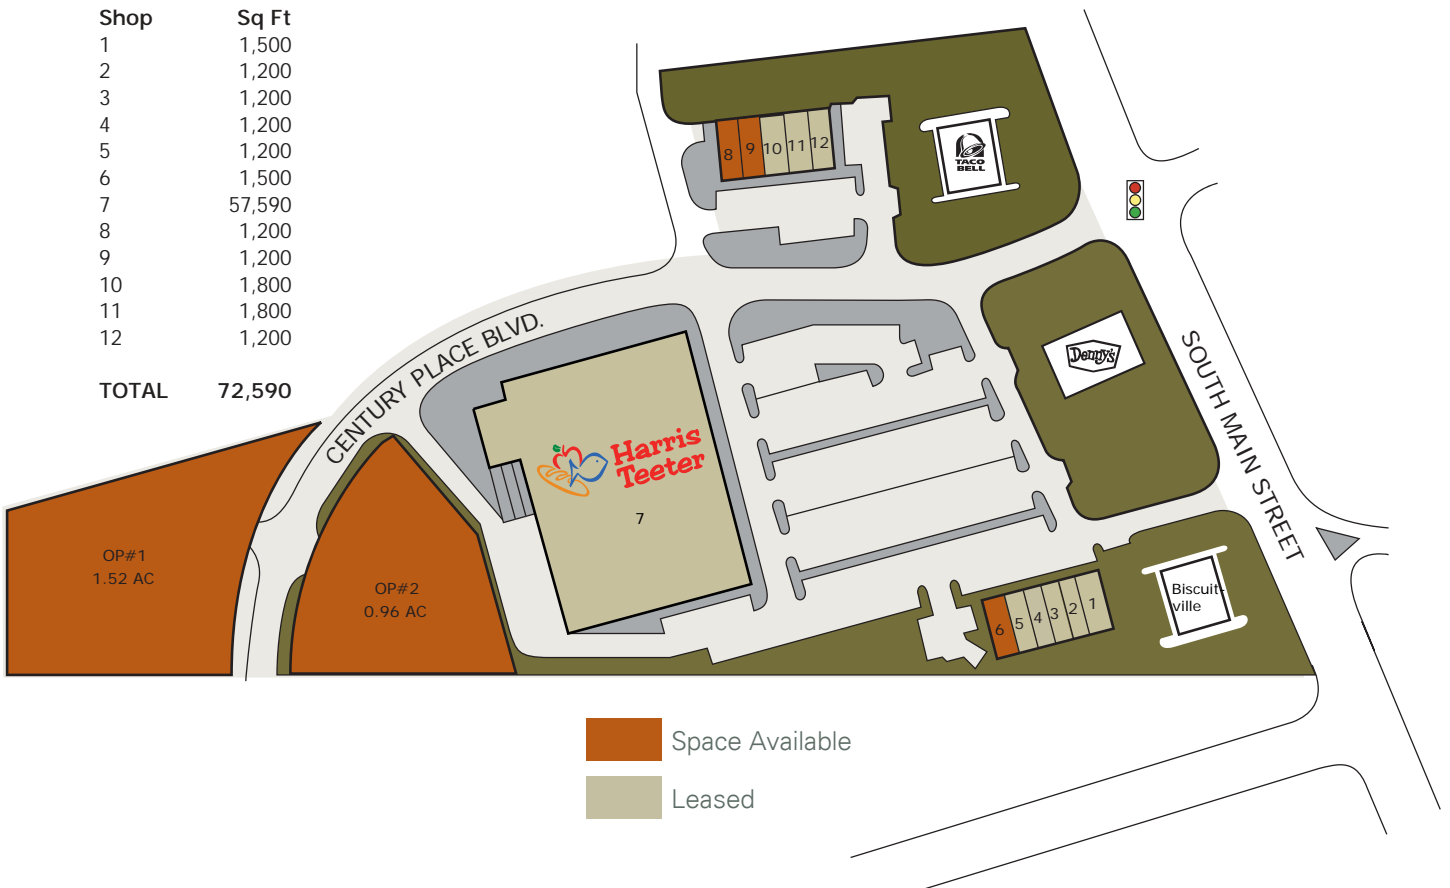 Shop Sq Ft
1 1,500
2 1,200
3 1,200
4 1,200
5 1,200
6 1,500
7 57,590
8 1,200
9 1,200
10 1,800
11 1,800
12 1,200
TOTAL 72,590
8 9 10 11 12
TACO
BELL
CENTURY PLACE BLVD.
Denny's
SOUTH MAIN STREET
Harris
Teeter
7
OP#1
1.52 AC
OP#2
0.96 AC
6 5 4 3 2 1
Biscuit-
ville
Space Available
Leased